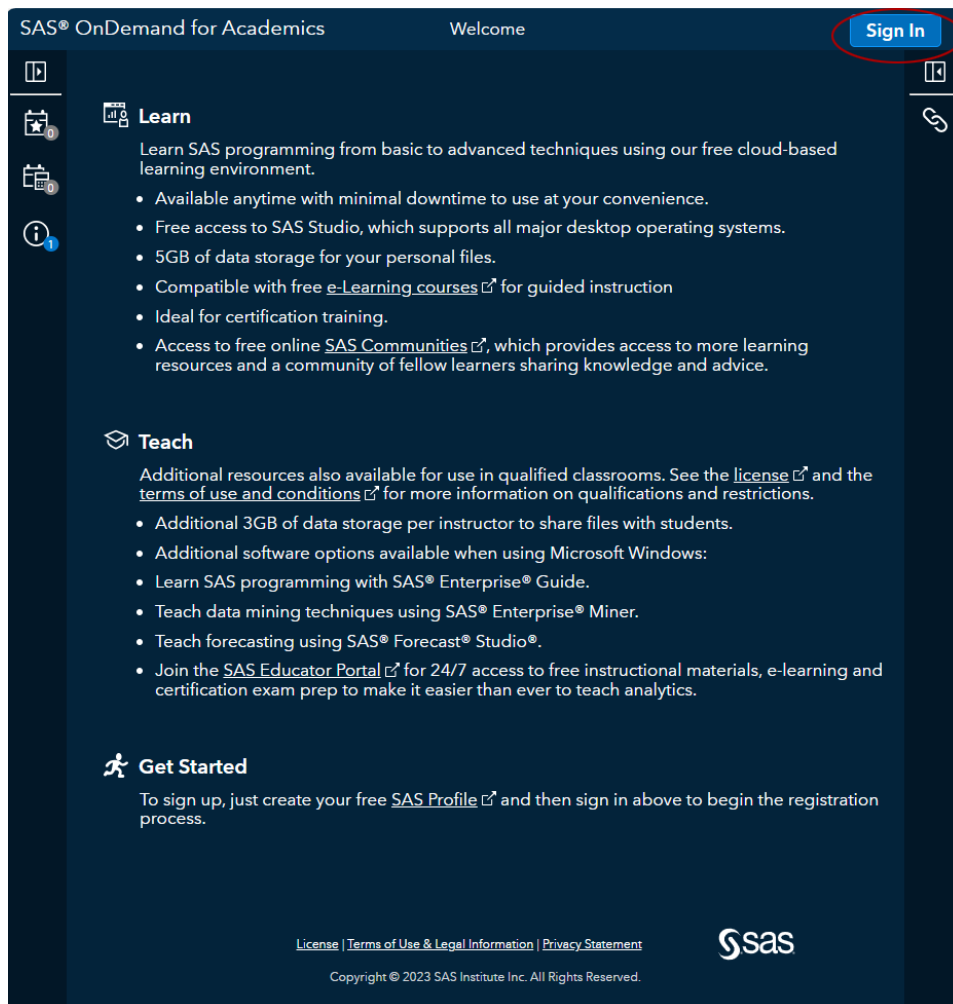 SAS® OnDemand for Academics Welcome Sign In
Learn
Learn SAS programming from basic to advanced techniques using our free cloud-based
learning environment.
• Available anytime with minimal downtime to use at your convenience.
• Free access to SAS Studio, which supports all major desktop operating systems.
• 5GB of data storage for your personal files.
• Compatible with free e-Learning courses for guided instruction
• Ideal for certification training.
• Access to free online SAS Communities, which provides access to more learning
resources and a community of fellow learners sharing knowledge and advice.
0
0
1
Teach
Additional resources also available for use in qualified classrooms. See the license and the
terms of use and conditions for more information on qualifications and restrictions.
• Additional 3GB of data storage per instructor to share files with students.
• Additional software options available when using Microsoft Windows:
• Learn SAS programming with SAS® Enterprise® Guide.
• Teach data mining techniques using SAS® Enterprise® Miner.
• Teach forecasting using SAS® Forecast® Studio®.
• Join the SAS Educator Portal for 24/7 access to free instructional materials, e-learning and
certification exam prep to make it easier than ever to teach analytics.
Get Started
To sign up, just create your free SAS Profile and then sign in above to begin the registration
process.
License | Terms of Use & Legal Information | Privacy Statement
sas
Copyright © 2023 SAS Institute Inc. All Rights Reserved.